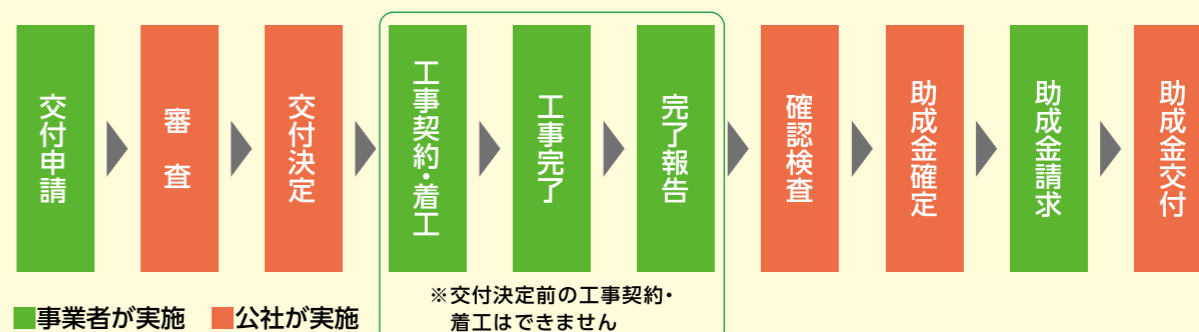 交付申請
審査
交付決定
工事契約・着工
工事完了
完了報告
確認検査
助成金確定
助成金請求
助成金交付
※交付決定前の工事契約・
着工はできません
■事業者が実施 ■公社が実施